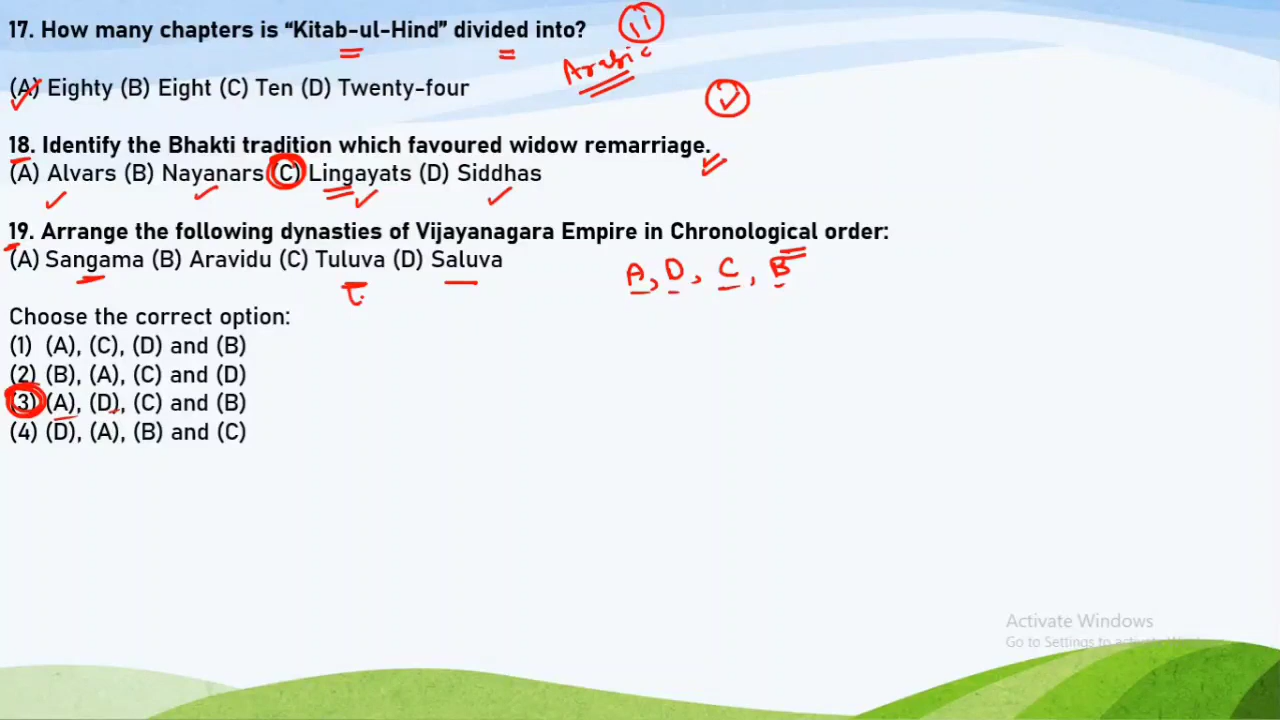 17. How many chapters is “Kitab-ul-Hind” divided into? 11
Arabic
(A) Eighty (B) Eight (C) Ten (D) Twenty-four
18. Identify the Bhakti tradition which favoured widow remarriage.
(A) Alvars (B) Nayanars (C) Lingayats (D) Siddhas
19. Arrange the following dynasties of Vijayanagara Empire in Chronological order:
(A) Sangama (B) Aravidu (C) Tuluva (D) Saluva
A, D, C, B
Choose the correct option:
(1) (A), (C), (D) and (B)
(2) (B), (A), (C) and (D)
(3) (A), (D), (C) and (B)
(4) (D), (A), (B) and (C)
Activate Windows
Go to Settings to activate